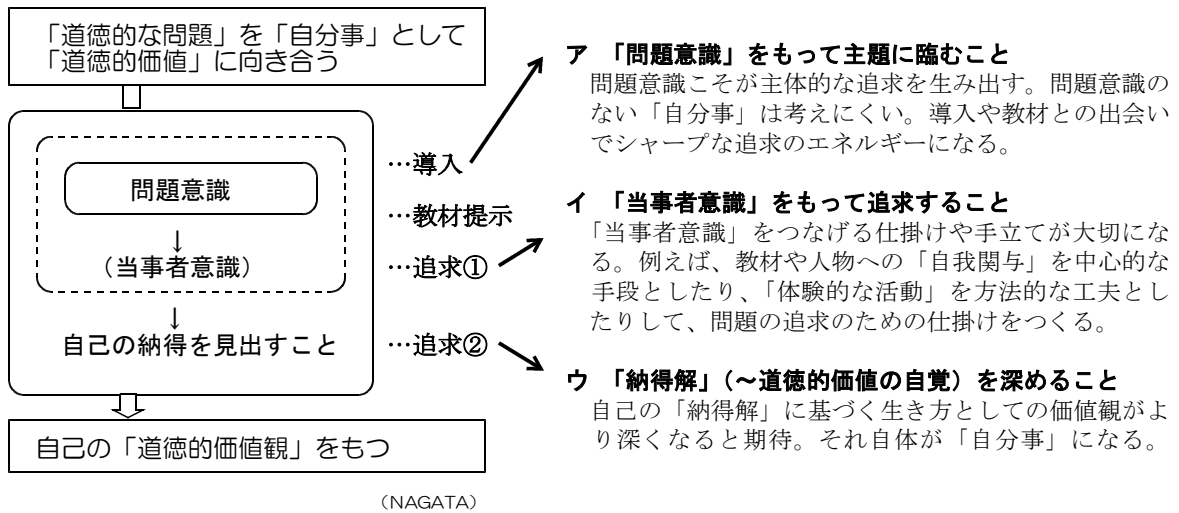 「道徳的な問題」を「自分事」として
「道徳的価値」に向き合う
問題意識
↓
（当事者意識）
↓
自己の納得を見出すこと
…導入
…教材提示
…追求①
…追求②
自己の「道徳的価値観」をもつ
（NAGATA）
ア 「問題意識」をもって主題に臨むこと
問題意識こそが主体的な追求を生み出す。問題意識の
ない「自分事」は考えにくい。導入や教材との出会い
でシャープな追求のエネルギーになる。
イ 「当事者意識」をもって追求すること
「当事者意識」をつなげる仕掛けや手立てが大切にな
る。例えば、教材や人物への「自我関与」を中心的な
手段としたり、「体験的な活動」を方法的な工夫とし
たりして、問題の追求のための仕掛けをつくる。
ウ 「納得解」（～道徳的価値の自覚）を深めること
自己の「納得解」に基づく生き方としての価値観がよ
り深くなると期待。それ自体が「自分事」になる。